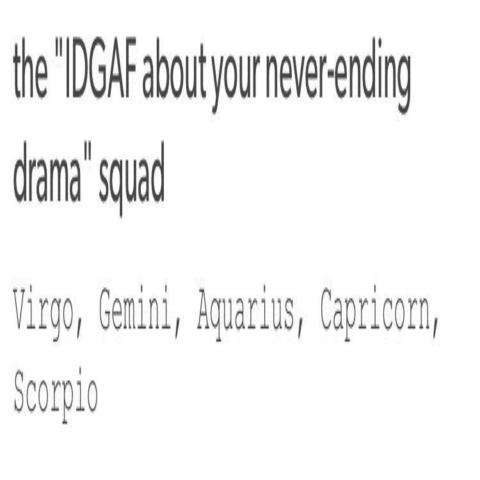 the "IDGAF about your never-ending
drama" squad
Virgo, Gemini, Aquarius, Capricorn,
Scorpio